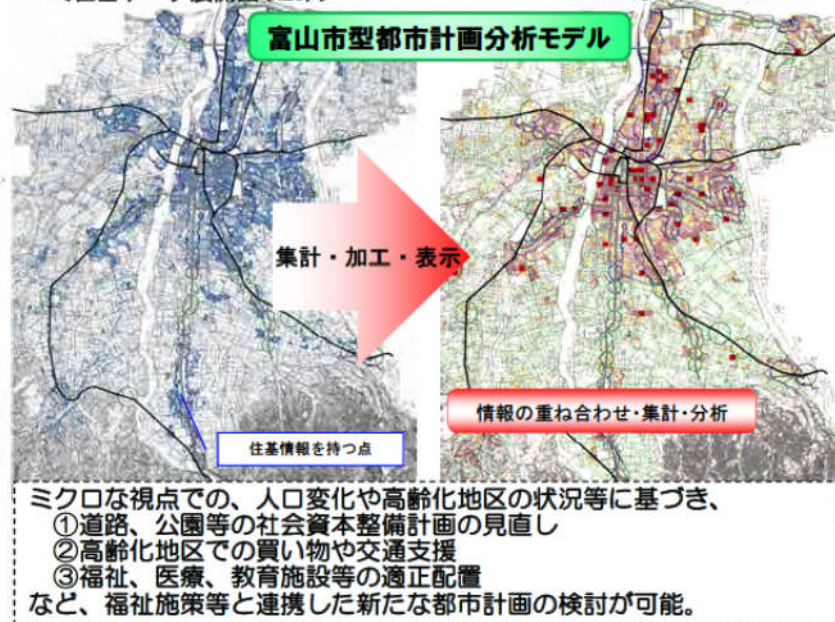 富山市型都市計画分析モデル
集計・加工・表示
住基情報を持つ点
情報の重ね合わせ・集計・分析
ミクロな視点での、人口変化や高齢化地区の状況等に基づき、
①道路、公園等の社会資本整備計画の見直し
②高齢化地区での買い物や交通支援
③福祉、医療、教育施設等の適正配置
など、福祉施策等と連携した新たな都市計画の検討が可能。